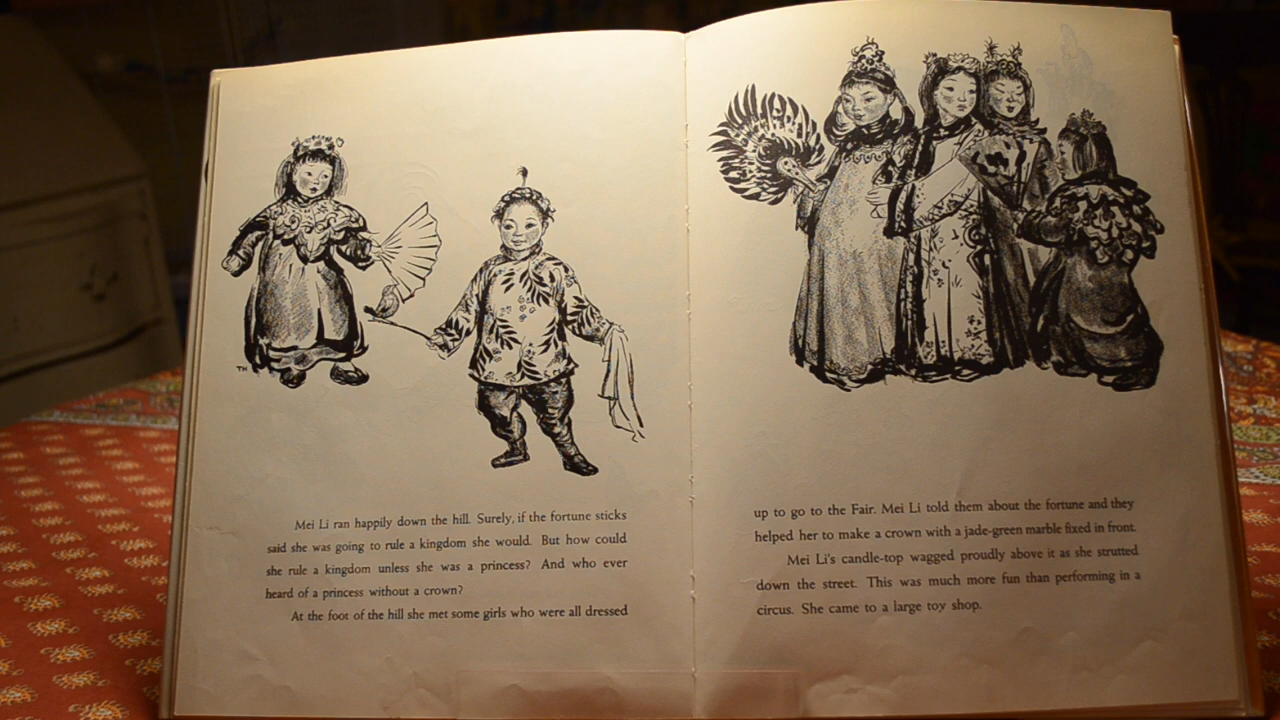 TH
Mei Li ran happily down the hill. Surely, if the fortune sticks
said she was going to rule a kingdom she would. But how could
she rule a kingdom unless she was a princess? And who ever
heard of a princess without a crown?
At the foot of the hill she met some girls who were all dressed
up to go to the Fair. Mei Li told them about the fortune and they
helped her to make a crown with a jade-green marble fixed in front.
Mei Li's candle-top wagged proudly above it as she strutted
down the street. This was much more fun than performing in a
circus. She came to a large toy shop.